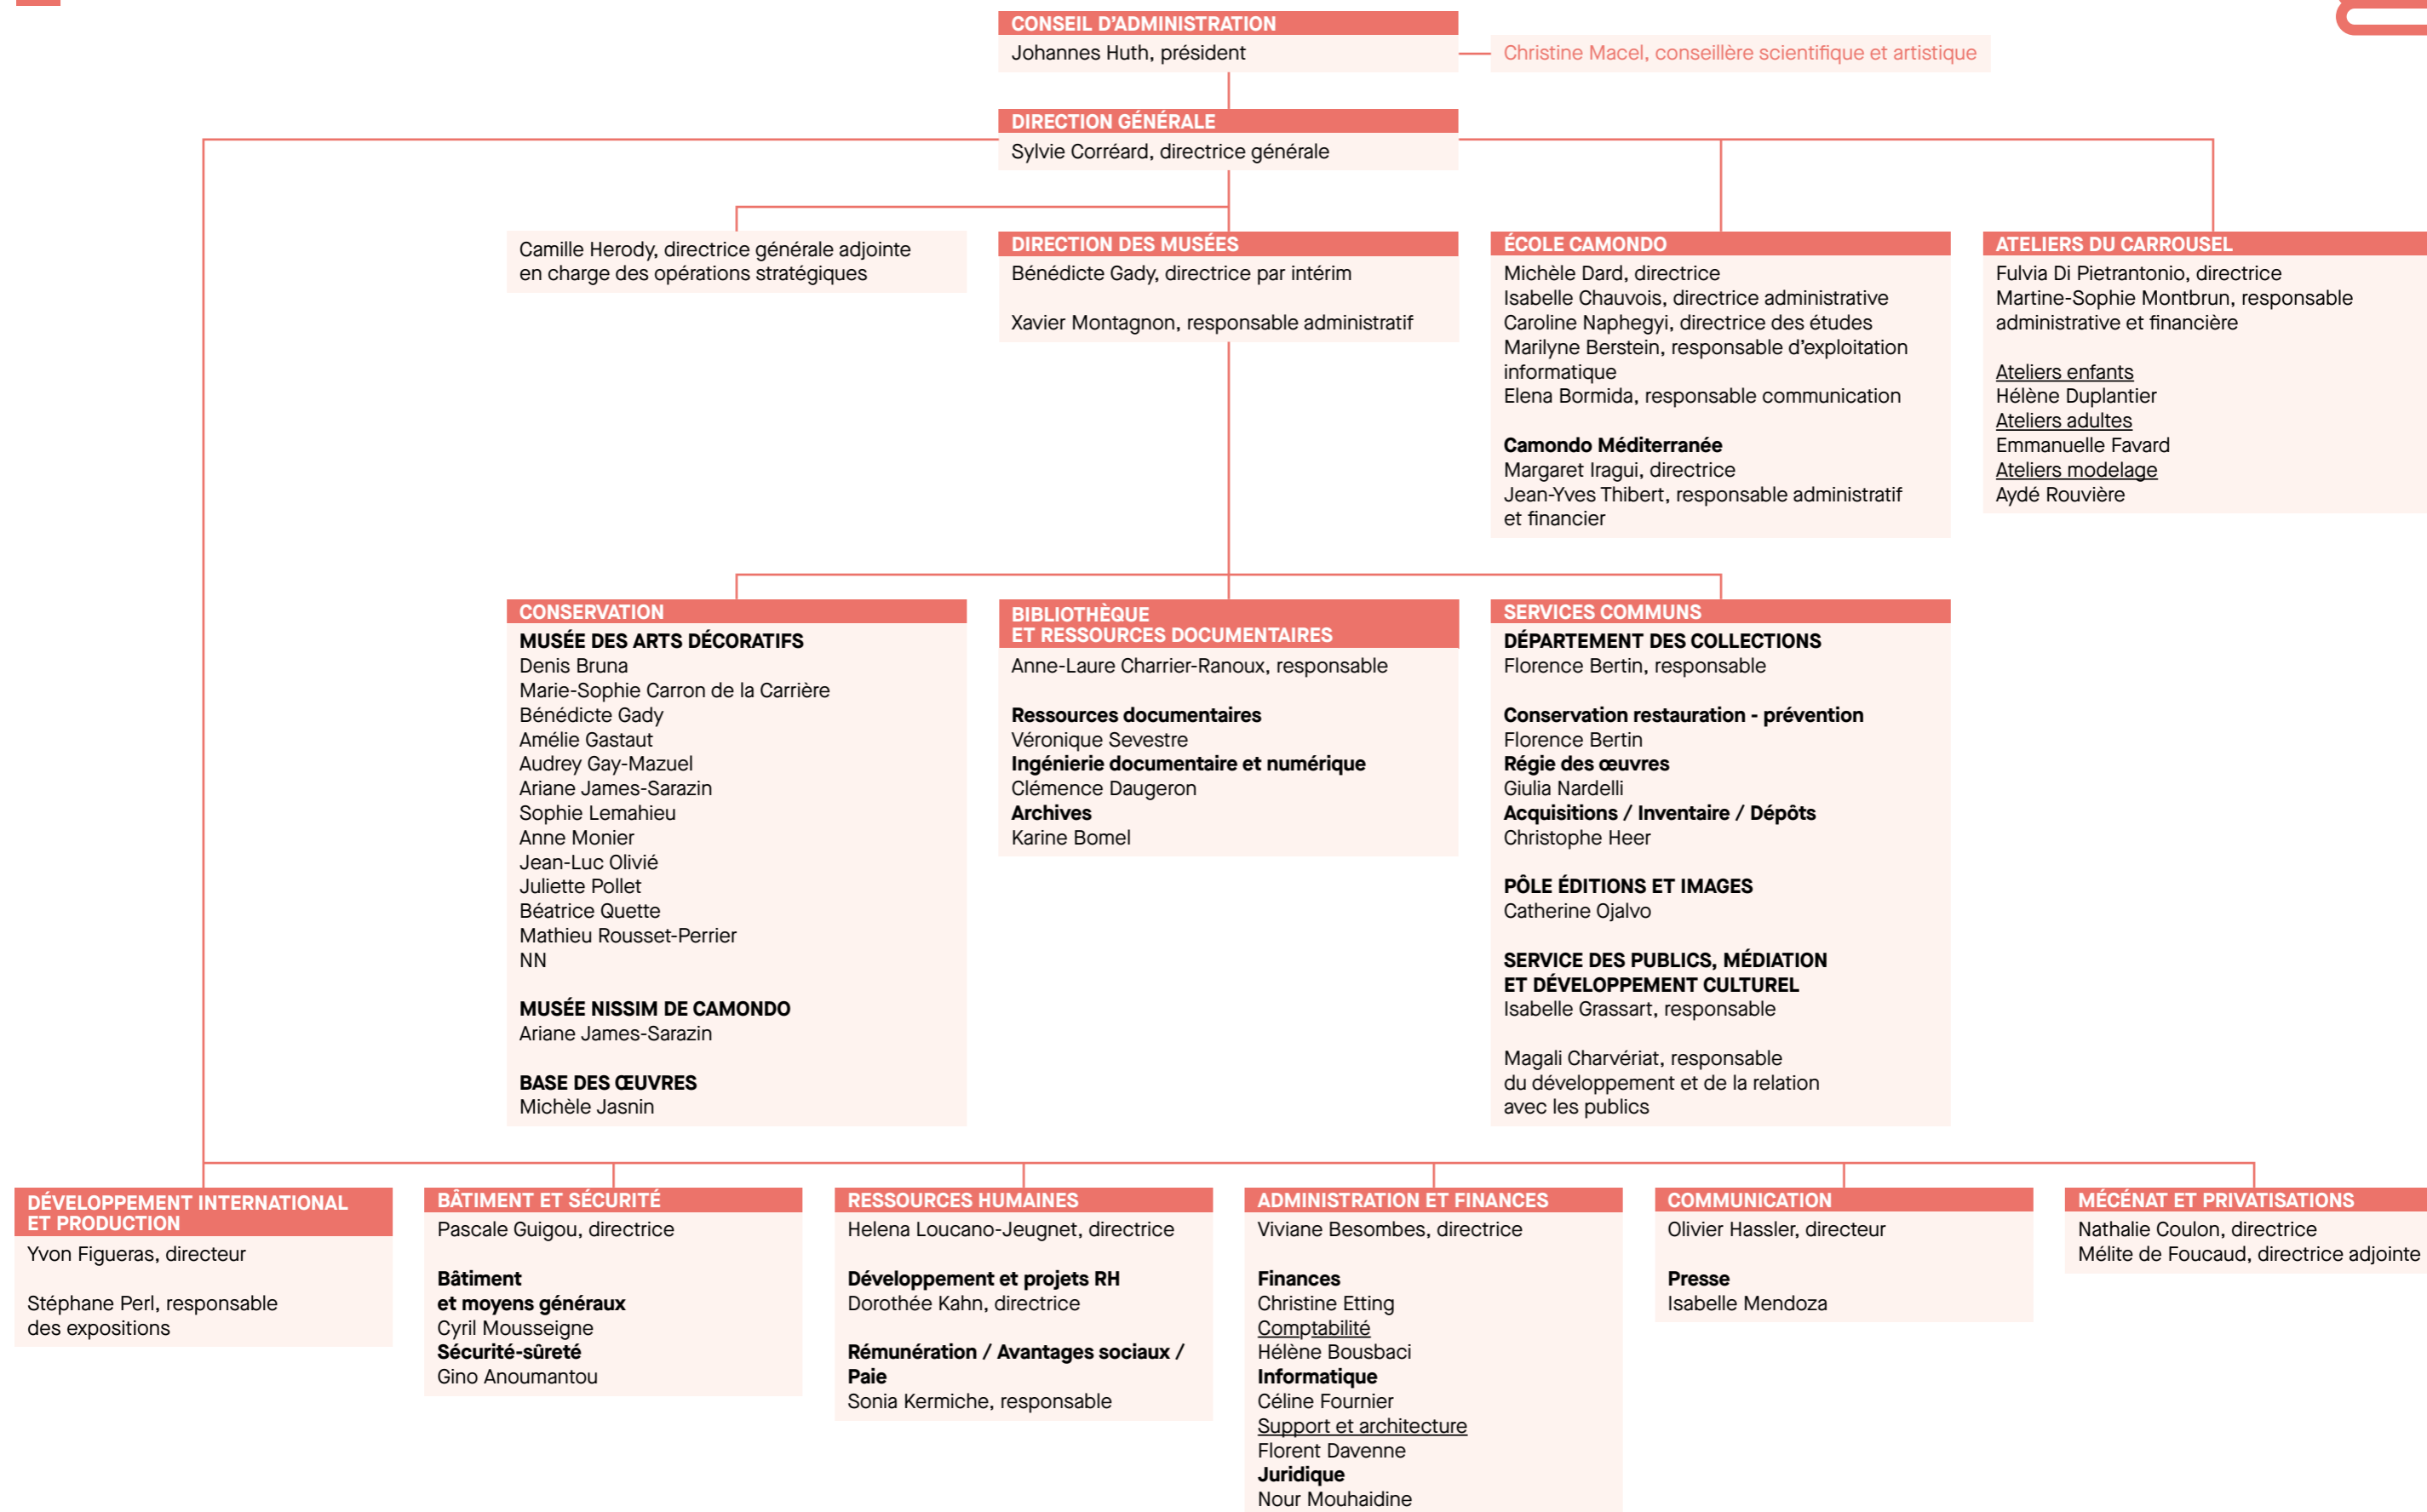 CONSEIL D'ADMINISTRATION
Johannes Huth, président
Christine Macel, conseillère scientifique et artistique
DIRECTION GÉNÉRALE
Sylvie Corréard, directrice générale
Camille Herody, directrice générale adjointe
en charge des opérations stratégiques
DIRECTION DES MUSÉES
Bénédicte Gady, directrice par intérim
Xavier Montagnon, responsable administratif
ÉCOLE CAMONDO
Michèle Dard, directrice
Isabelle Chauvois, directrice administrative
Caroline Naphegyi, directrice des études
Marilyne Berstein, responsable d'exploitation
informatique
Elena Bormida, responsable communication
Camondo Méditerranée
Margaret Iragui, directrice
Jean-Yves Thibert, responsable administratif
et financier
ATELIERS DU CARROUSEL
Fulvia Di Pietrantonio, directrice
Martine-Sophie Montbrun, responsable
administrative et financière
Ateliers enfants
Hélène Duplantier
Ateliers adultes
Emmanuelle Favard
Ateliers modelage
Aydé Rouvière
CONSERVATION
MUSÉE DES ARTS DÉCORATIFS
Denis Bruna
Marie-Sophie Carron de la Carrière
Bénédicte Gady
Amélie Gastaut
Audrey Gay-Mazuel
Ariane James-Sarazin
Sophie Lemahieu
Anne Monier
Jean-Luc Olivié
Juliette Pollet
Béatrice Quette
Mathieu Rousset-Perrier
NN
MUSÉE NISSIM DE CAMONDO
Ariane James-Sarazin
BASE DES ŒUVRES
Michèle Jasnin
BIBLIOTHÈQUE
ET RESSOURCES DOCUMENTAIRES
Anne-Laure Charrier-Ranoux, responsable
Ressources documentaires
Véronique Sevestre
Ingénierie documentaire et numérique
Clémence Daugeron
Archives
Karine Bomel
SERVICES COMMUNS
DÉPARTEMENT DES COLLECTIONS
Florence Bertin, responsable
Conservation restauration - prévention
Florence Bertin
Régie des œuvres
Giulia Nardelli
Acquisitions / Inventaire / Dépôts
Christophe Heer
PÔLE ÉDITIONS ET IMAGES
Catherine Ojalvo
SERVICE DES PUBLICS, MÉDIATION
ET DÉVELOPPEMENT CULTUREL
Isabelle Grassart, responsable
Magali Charvériat, responsable
du développement et de la relation
avec les publics
DÉVELOPPEMENT INTERNATIONAL
ET PRODUCTION
Yvon Figueras, directeur
Stéphane Perl, responsable
des expositions
BÂTIMENT ET SÉCURITÉ
Pascale Guigou, directrice
Bâtiment
et moyens généraux
Cyril Mousseigne
Sécurité-sûreté
Gino Anoumantou
RESSOURCES HUMAINES
Helena Loucano-Jeugnet, directrice
Développement et projets RH
Dorothée Kahn, directrice
Rémunération / Avantages sociaux /
Paie
Sonia Kermiche, responsable
ADMINISTRATION ET FINANCES
Viviane Besombes, directrice
Finances
Christine Etting
Comptabilité
Hélène Bousbaci
Informatique
Céline Fournier
Support et architecture
Florent Davenne
Juridique
Nour Mouhaidine
COMMUNICATION
Olivier Hassler, directeur
Presse
Isabelle Mendoza
MÉCÉNAT ET PRIVATISATIONS
Nathalie Coulon, directrice
Mélite de Foucaud, directrice adjointe